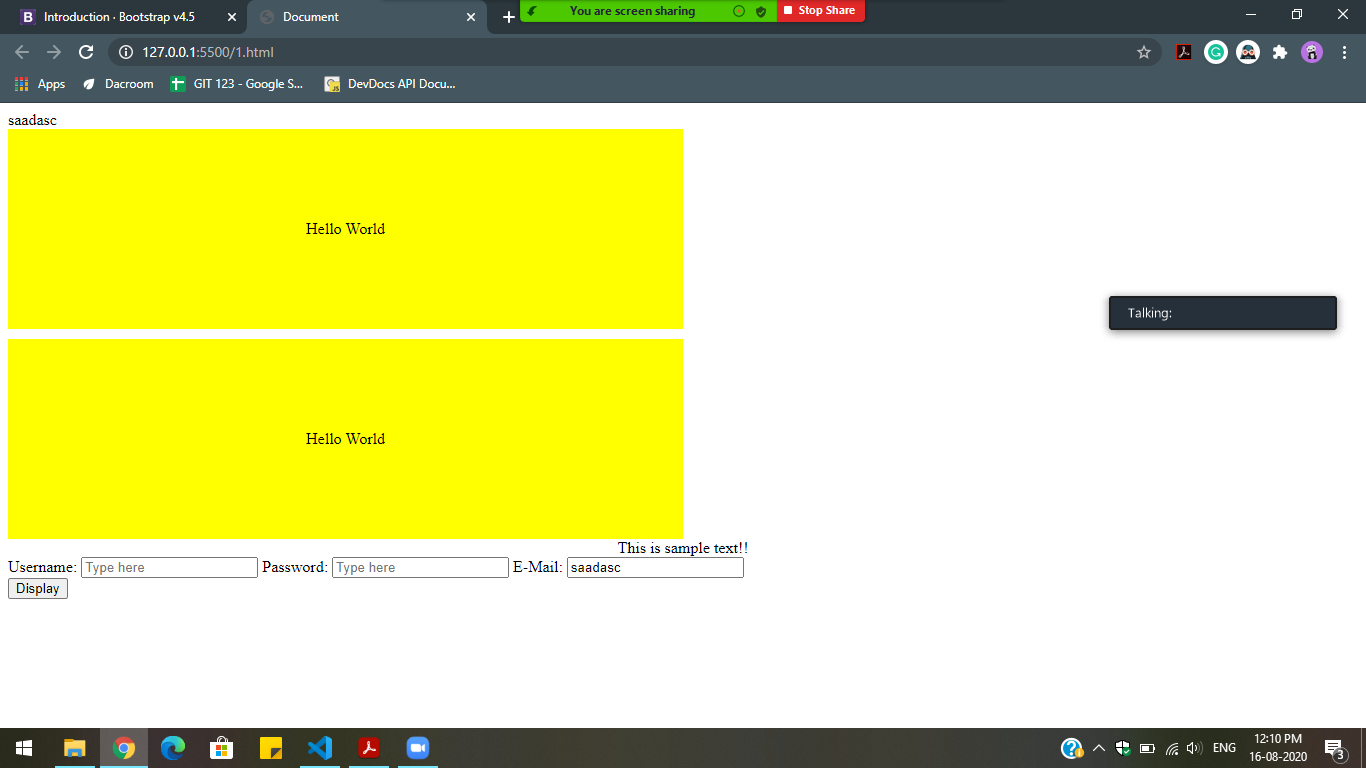 Introduction · Bootstrap v4.5
Document
You are screen sharing
Stop Share
127.0.0.1:5500/1.html
Apps
Dacroom
GIT 123 - Google S...
DevDocs API Docu...
saadasc
Hello World
Talking:
Hello World
This is sample text!!
Username: Type here Password: Type here E-Mail: saadasc
Display
ENG
12:10 PM
16-08-2020
3